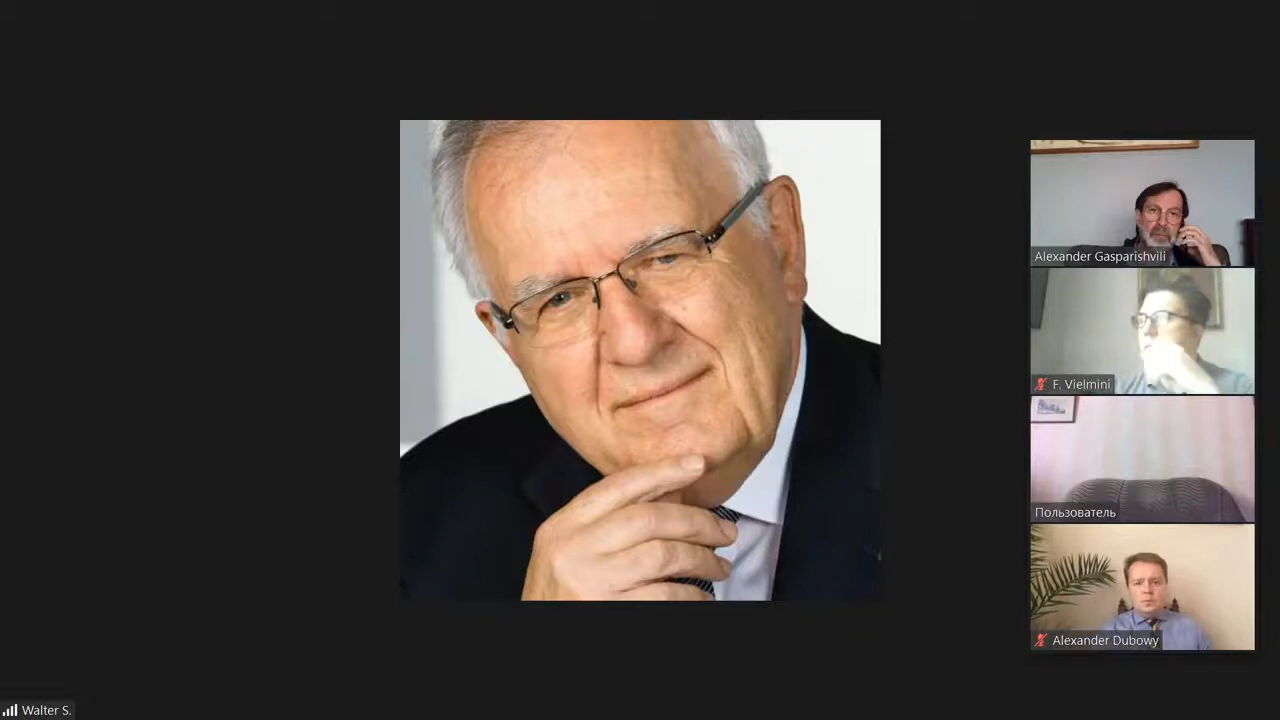 Alexander Gasparishvili
F. Vielmini
Пользователь
Alexander Dubowy
Walter S.